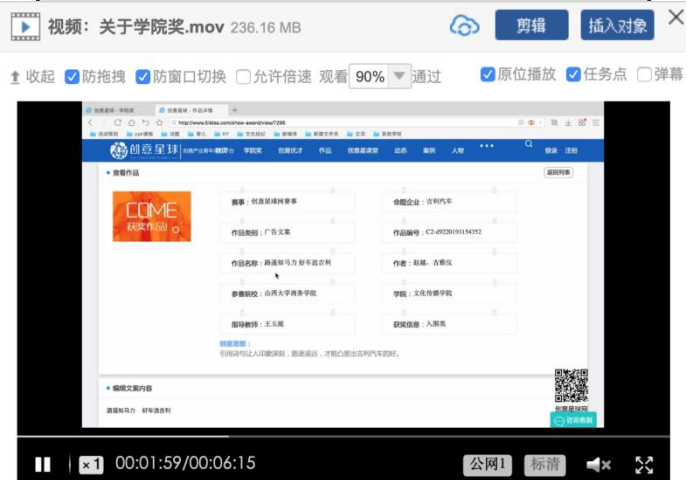 视频：关于学院奖.mov 236.16 MB
剪辑
插入对象
收起 防拖拽 防窗口切换 允许倍速 观看 90% 通过 原位播放 任务点 弹幕
创意星球 学院奖 创意优才 作品 创意星课堂 动态 案例 人物 ••• 登录 注册
查看作品
返回列表
COME
获奖作品
赛事：创意星球网赛事
命题企业：吉利汽车
作品类别：广告文案
作品编号：C2-d9220191154352
作品名称：路遥知马力 好车选吉利
作者：赵越、古雅仪
参赛院校：山西大学商务学院
学院：文化传播学院
指导教师：王玉珏
获奖信息：入围奖
创意思维：
引用诗句让人印象深刻，路途遥远，才能凸显出吉利汽车的好。
编辑文案内容
路遥知马力 好车选吉利
创意星球网
咨询客服
×1 00:01:59/00:06:15
公网1
标清